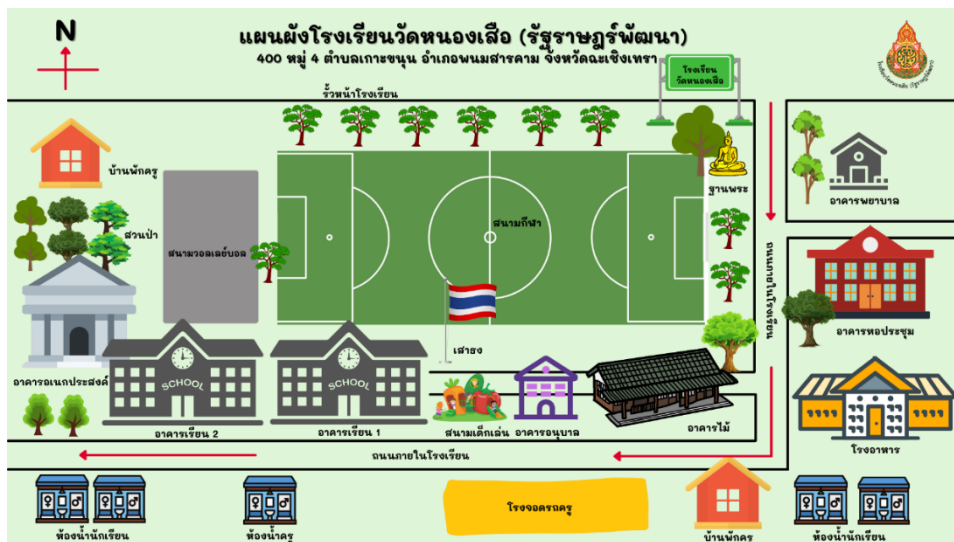 N
แผนผังโรงเรียนวัดหนองเสือ (รัฐราษฎร์พัฒนา)
400 หมู่ 4 ตำบลเกาะขนุน อำเภอพนมสารคาม จังหวัดฉะเชิงเทรา
โรงเรียน
วัดหนองเสือ
รั้วหน้าโรงเรียน
บ้านพักครู
ฐานพระ
อาคารพยาบาล
สวนป่า
สนามวอลเลย์บอล
สนามกีฬา
ถนนภายในโรงเรียน
อาคารหอประชุม
เสาธง
อาคารอเนกประสงค์
SCHOOL
SCHOOL
อาคารเรียน 2
อาคารเรียน 1
สนามเด็กเล่น
อาคารอนุบาล
อาคารไม้
โรงอาหาร
ถนนภายในโรงเรียน
โรงจอดรถครู
ห้องน้ำนักเรียน
ห้องน้ำครู
บ้านพักครู
ห้องน้ำนักเรียน